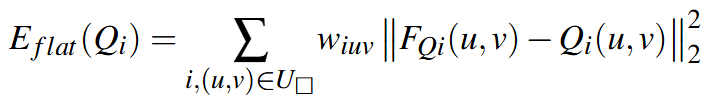 E_{flat}(Q_i) = \sum_{i,(u,v) \in U_\square} w_{iuv} \left\| F_{Qi}(u,v) - Q_i(u,v) \right\|_2^2